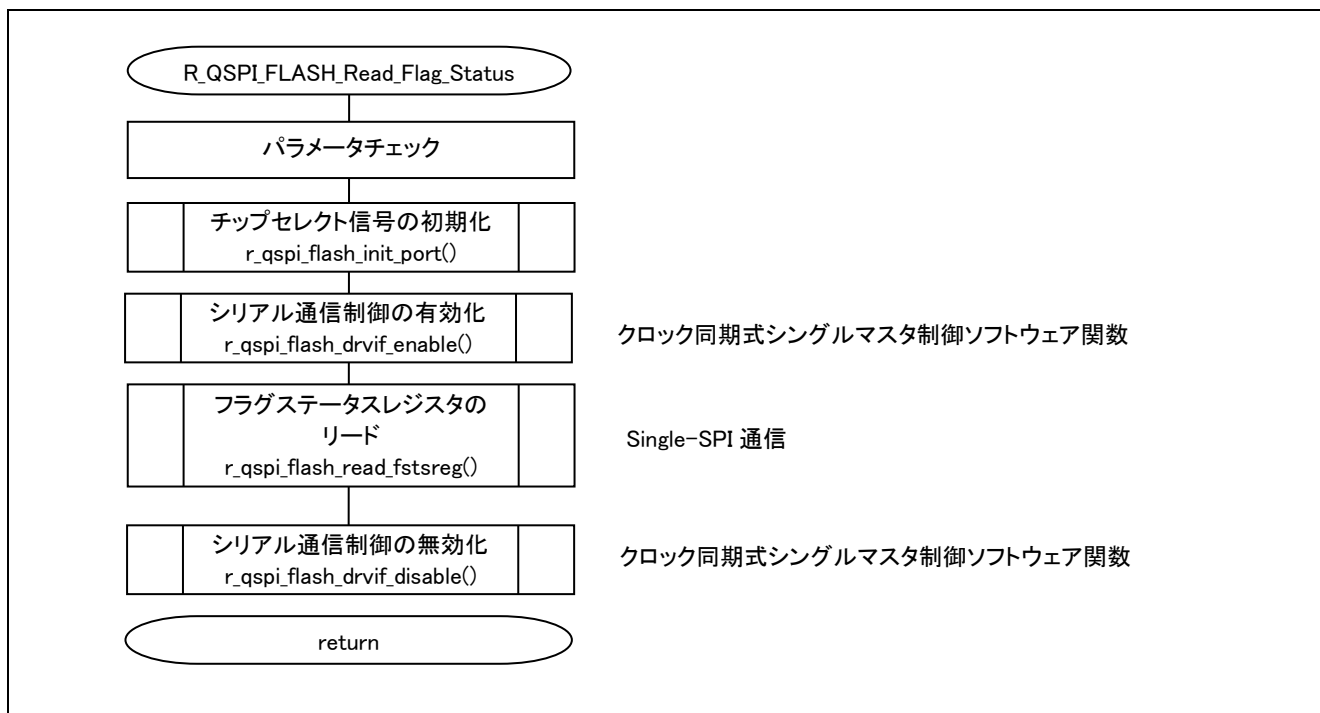 R_QSPI_FLASH_Read_Flag_Status
パラメータチェック
チップセレクト信号の初期化
r_qspi_flash_init_port()
シリアル通信制御の有効化
r_qspi_flash_drvif_enable()
クロック同期式シングルマスタ制御ソフトウェア関数
フラグステータスレジスタの
リード
r_qspi_flash_read_fstsreg()
Single-SPI 通信
シリアル通信制御の無効化
r_qspi_flash_drvif_disable()
クロック同期式シングルマスタ制御ソフトウェア関数
return